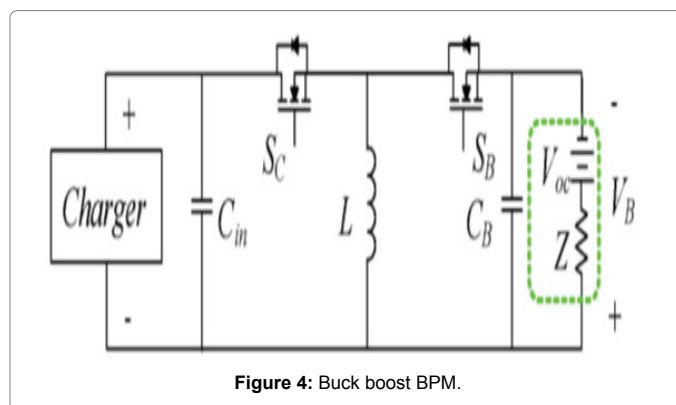 +
-
S_C
S_B
V_oc
V_B
Charger
C_in
L
C_B
Z
-
+
Figure 4: Buck boost BPM.